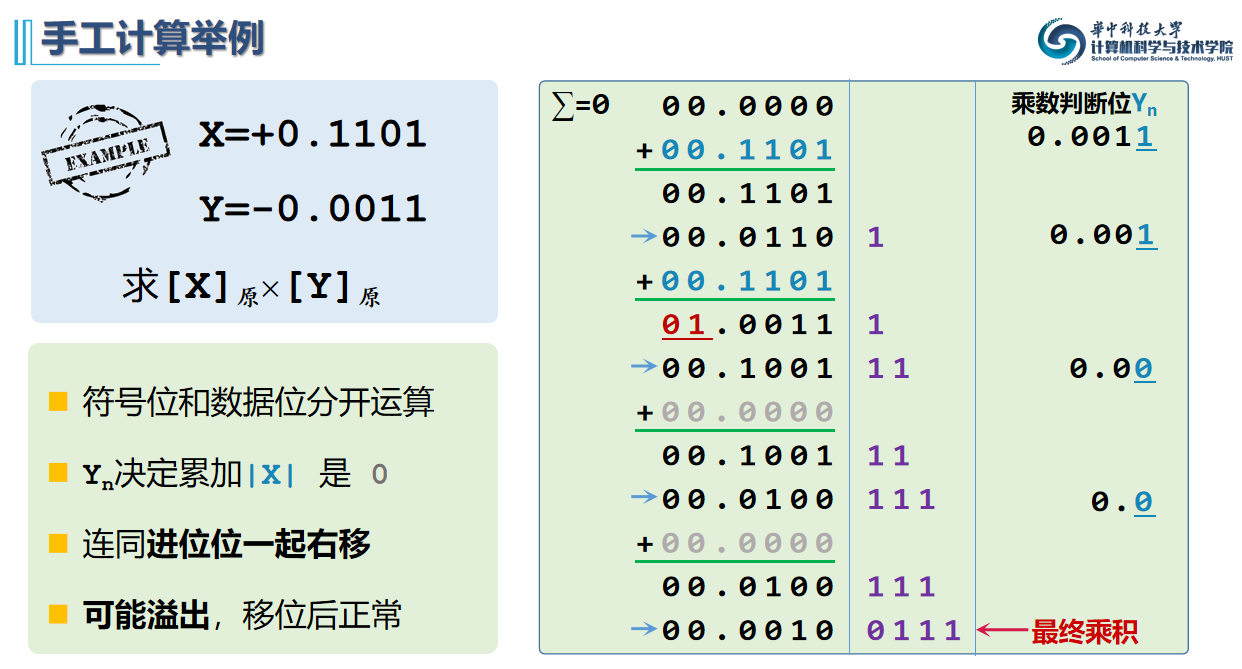 手工计算举例
華中科技大学
计算机科学与技术学院
School of Computer Science & Technology, HUST
EXAMPLE
X=+0.1101
Y=-0.0011
求[X]原×[Y]原
符号位和数据位分开运算
Yn决定累加|X| 是 0
连同进位位一起右移
可能溢出，移位后正常
∑=0 00.0000 乘数判断位Yn
0.0011
+00.1101
00.1101
→00.0110 1 0.001
+00.1101
01.0011 1
→00.1001 11 0.00
+00.0000
00.1001 11
→00.0100 111 0.0
+00.0000
00.0100 111
→00.0010 0111 ←最终乘积